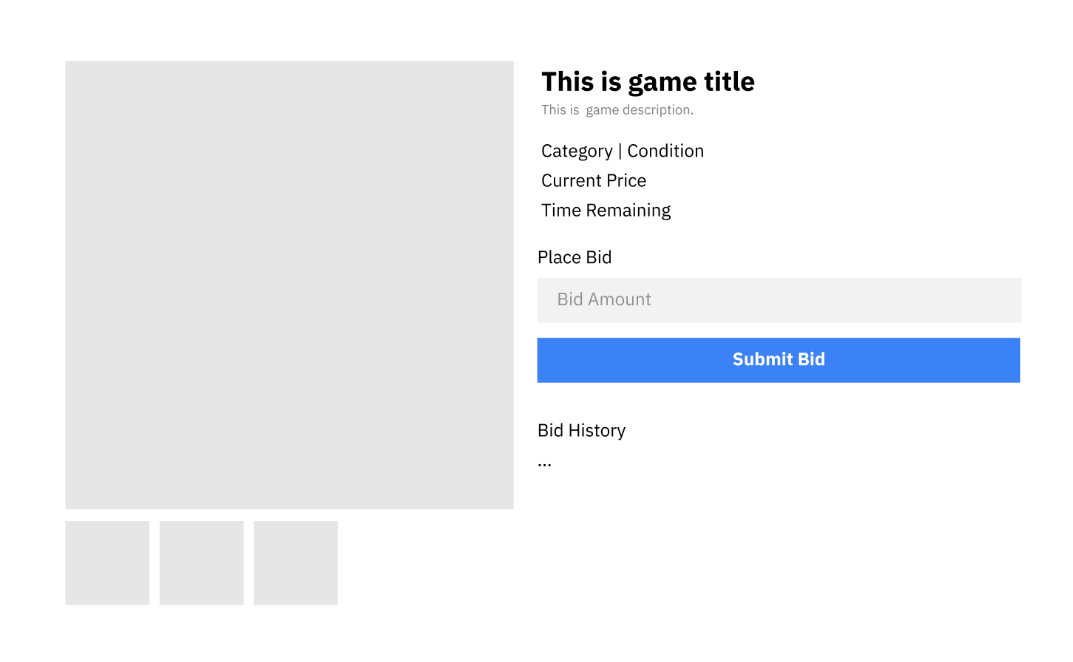 This is game title
This is  game description.
Category | Condition
Current Price
Time Remaining
Place Bid
Bid Amount
Submit Bid
Bid History
...